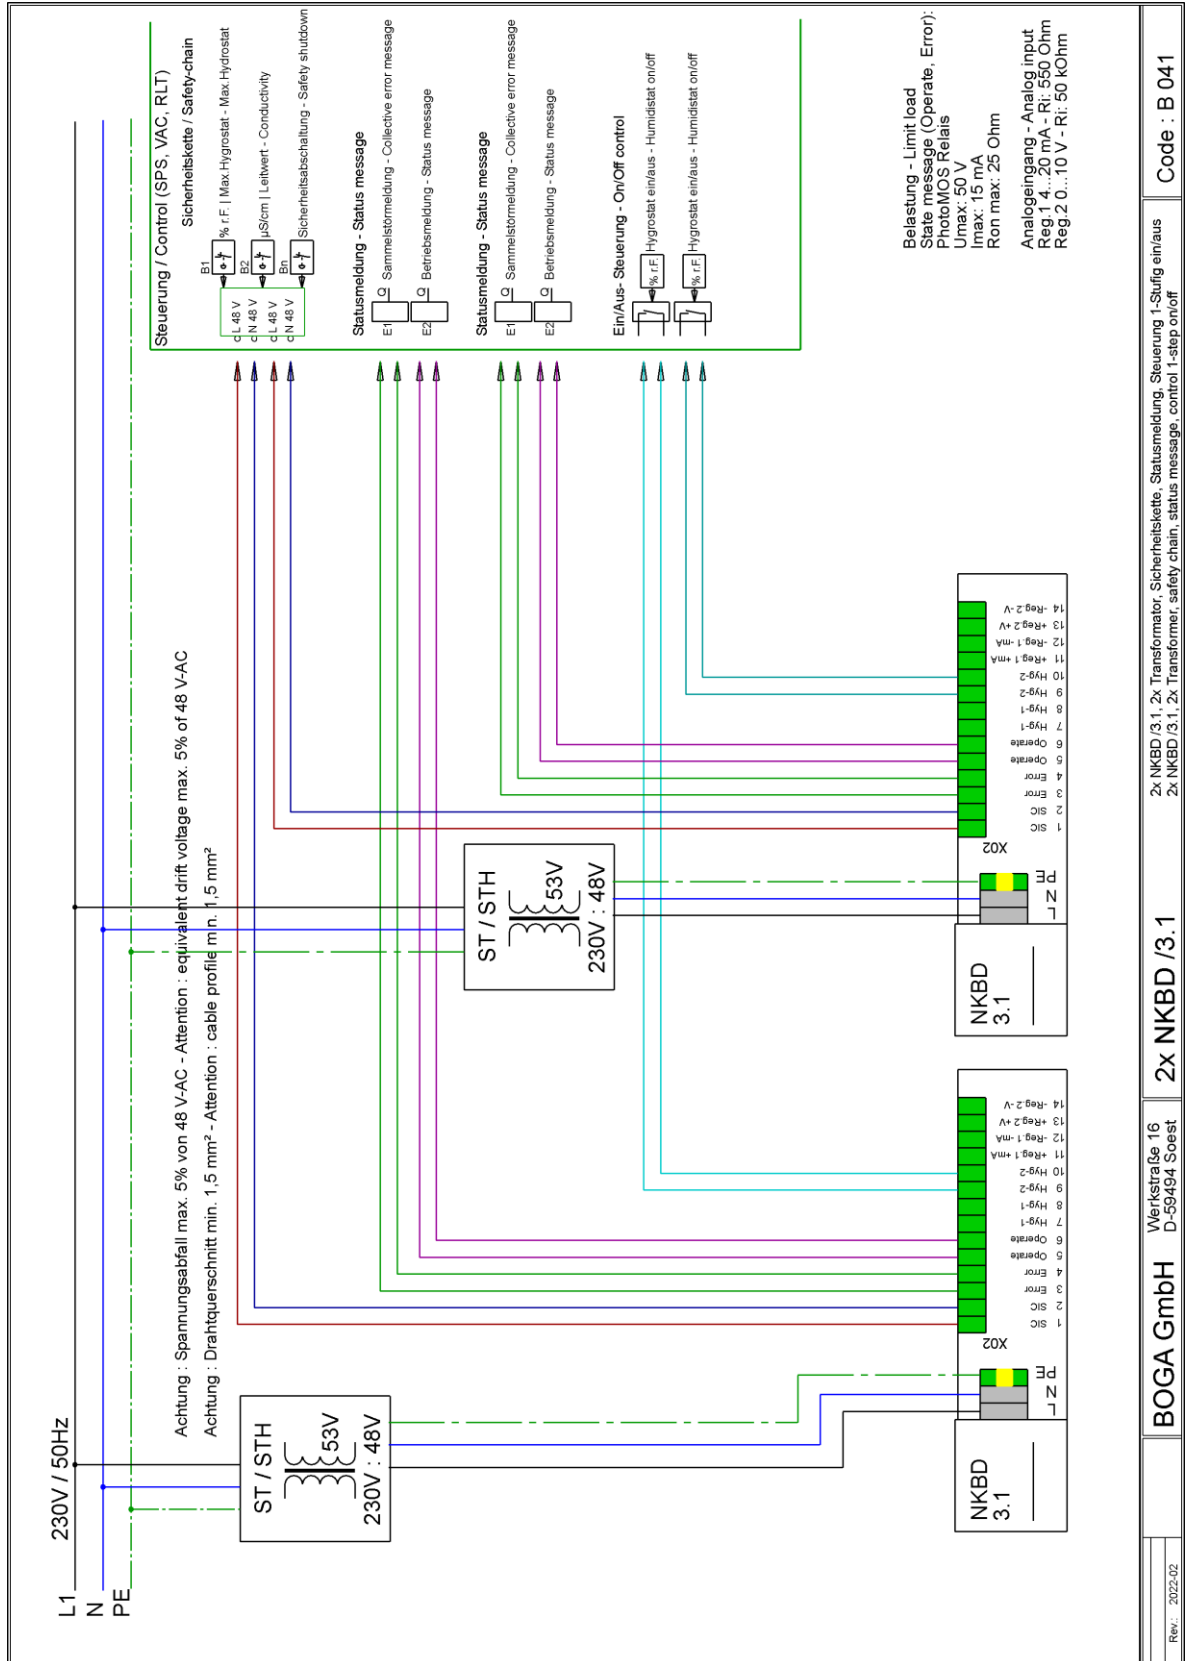 230V / 50Hz
L1
N
PE
Achtung : Spannungsabfall max. 5% von 48 V-AC - Attention : equivalent drift voltage max. 5% of 48 V-AC
Achtung : Drahtquerschnitt min. 1,5 mm² - Attention : cable profile min. 1,5 mm²
Steuerung / Control (SPS, VAC, RLT)
Sicherheitskette / Safety-chain
B1
% r.F. | Max.Hygrostat - Max.Hydrostat
B2
µS/cm | Leitwert - Conductivity
Bn
Sicherheitsabschaltung - Safety shutdown
L 48 V
N 48 V
L 48 V
N 48 V
Statusmeldung - Status message
E1
Q
Sammelstörmeldung - Collective error message
E2
Q
Betriebsmeldung - Status message
Statusmeldung - Status message
E1
Q
Sammelstörmeldung - Collective error message
E2
Q
Betriebsmeldung - Status message
Ein/Aus- Steuerung - On/Off control
% r.F.
Hygrostat ein/aus - Humidistat on/off
% r.F.
Hygrostat ein/aus - Humidistat on/off
ST / STH
53V
230V : 48V
ST / STH
53V
230V : 48V
Belastung - Limit load
State message (Operate, Error):
PhotoMOS Relais
Umax: 50 V
Imax: 15 mA
Ron max: 25 Ohm
Analogeingang - Analog input
Reg.1 4...20 mA - Ri: 550 Ohm
Reg.2 0...10 V - Ri: 50 kOhm
NKBD
3.1
L
N
PE
X02
1 SIC
2 SIC
3 Error
4 Error
5 Operate
6 Operate
7 Hyg-1
8 Hyg-1
9 Hyg-2
10 Hyg-2
11 +Reg.1 +mA
12 -Reg.1 -mA
13 +Reg.2 +V
14 -Reg.2 -V
NKBD
3.1
L
N
PE
X02
1 SIC
2 SIC
3 Error
4 Error
5 Operate
6 Operate
7 Hyg-1
8 Hyg-1
9 Hyg-2
10 Hyg-2
11 +Reg.1 +mA
12 -Reg.1 -mA
13 +Reg.2 +V
14 -Reg.2 -V
Rev.: 2022-02
BOGA GmbH
Werkstraße 16
D-59494 Soest
2x NKBD /3.1
2x NKBD /3.1, 2x Transformator, Sicherheitskette, Statusmeldung, Steuerung 1-Stufig ein/aus
2x NKBD /3.1, 2x Transformer, safety chain, status message, control 1-step on/off
Code : B 041